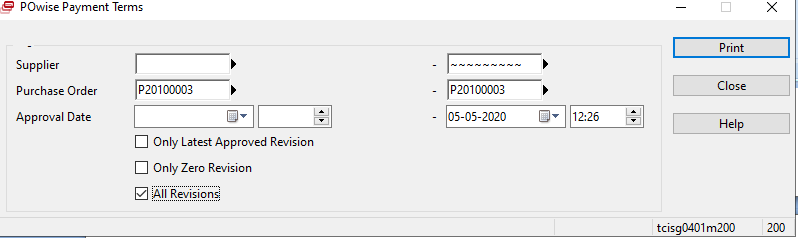 POwise Payment Terms
Print
Supplier - ~~~~~~~~~
Close
Purchase Order P20100003 - P20100003
Approval Date - 05-05-2020 12:26
Help
Only Latest Approved Revision
Only Zero Revision
All Revisions
tcisg0401m200 200